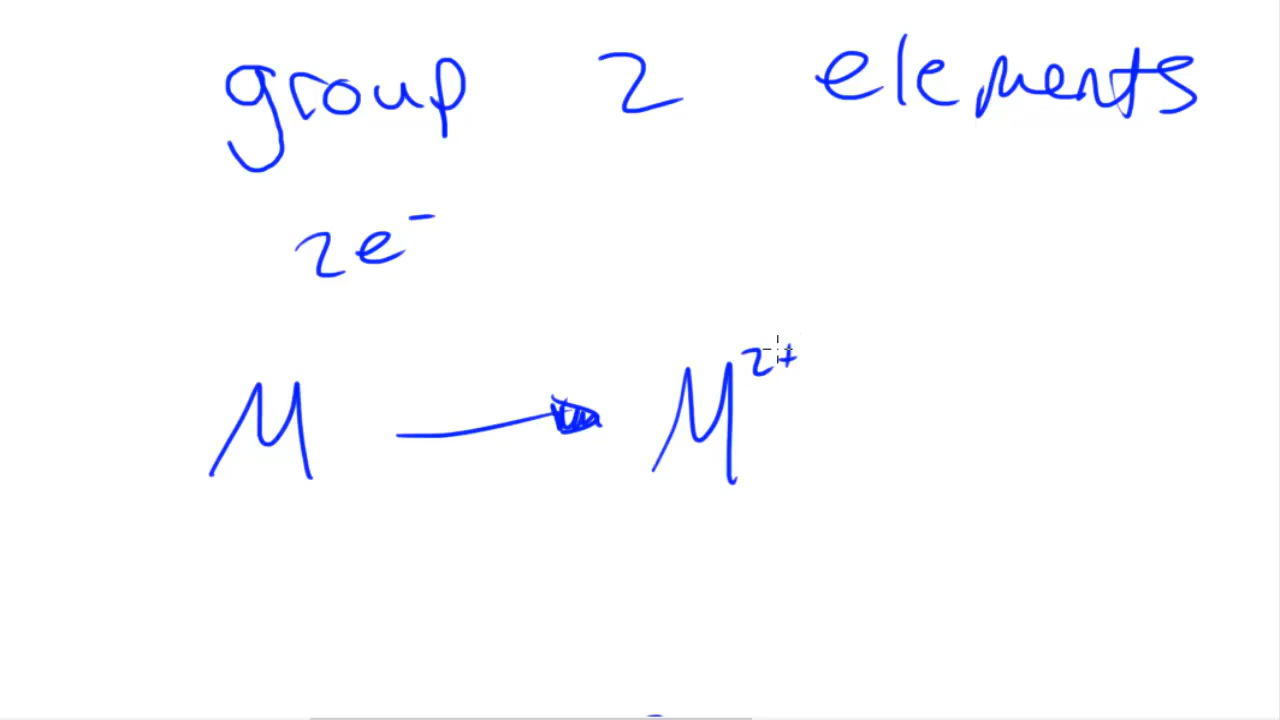 group 2 elements
2e⁻
M → M²⁺